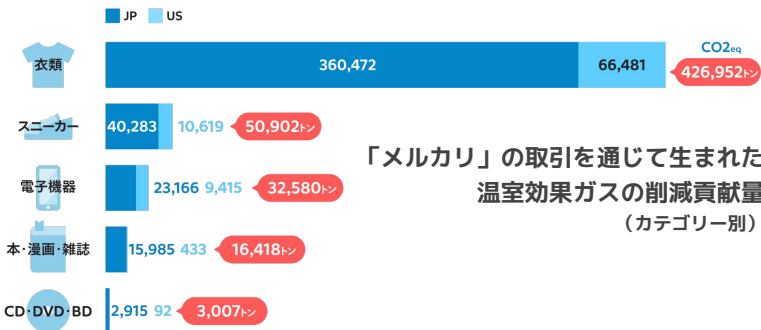 JP US
CO2eq
衣類 360,472 66,481 426,952トン
スニーカー 40,283 10,619 50,902トン
「メルカリ」の取引を通じて生まれた
温室効果ガスの削減貢献量
(カテゴリー別)
電子機器 23,166 9,415 32,580トン
本・漫画・雑誌 15,985 433 16,418トン
CD・DVD・BD 2,915 92 3,007トン